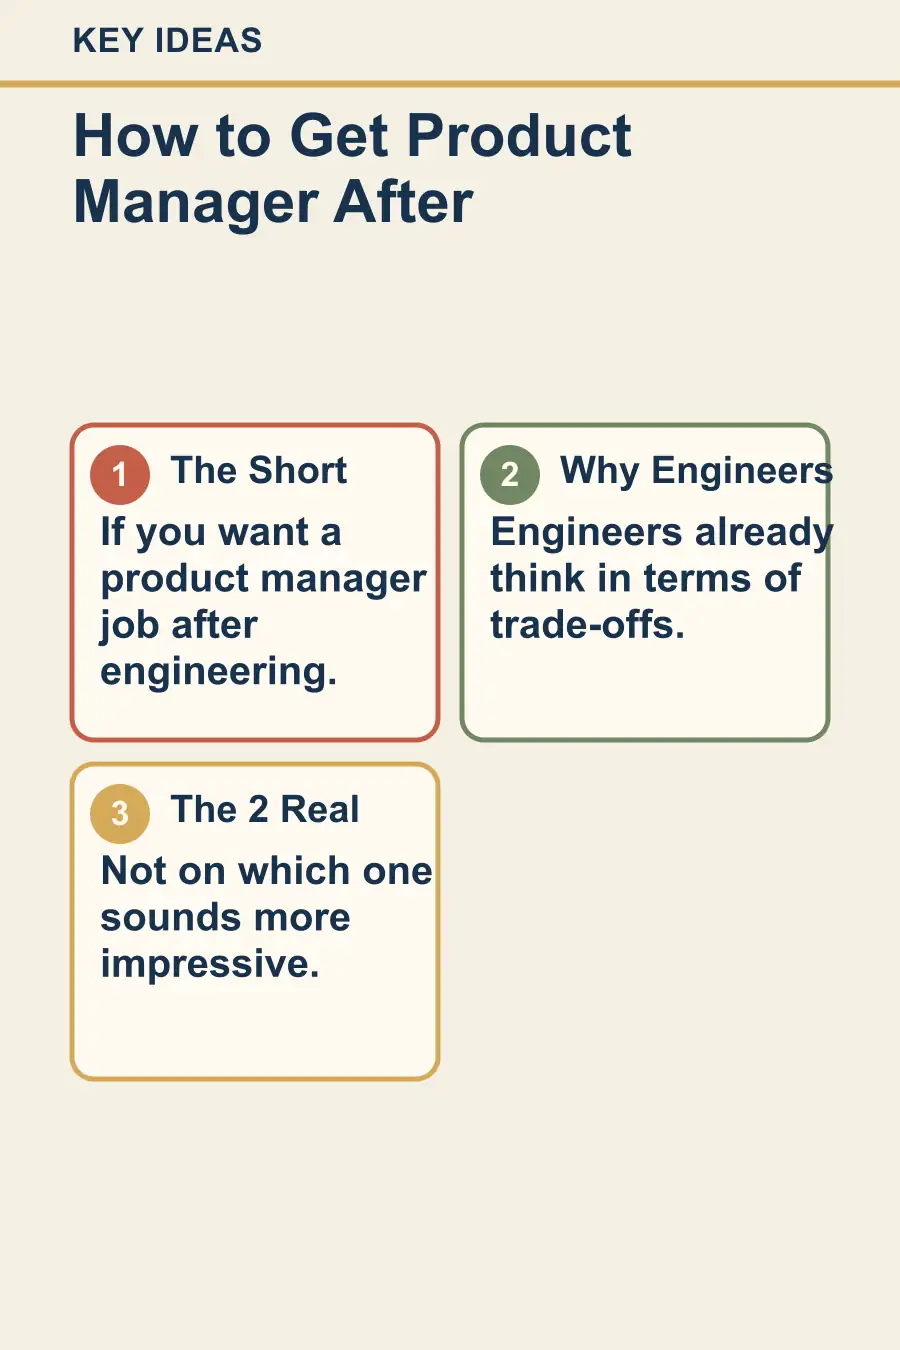 KEY IDEAS
How to Get Product
Manager After
1 The Short
If you want a
product manager
job after
engineering.
2 Why Engineers
Engineers already
think in terms of
trade-offs.
3 The 2 Real
Not on which one
sounds more
impressive.